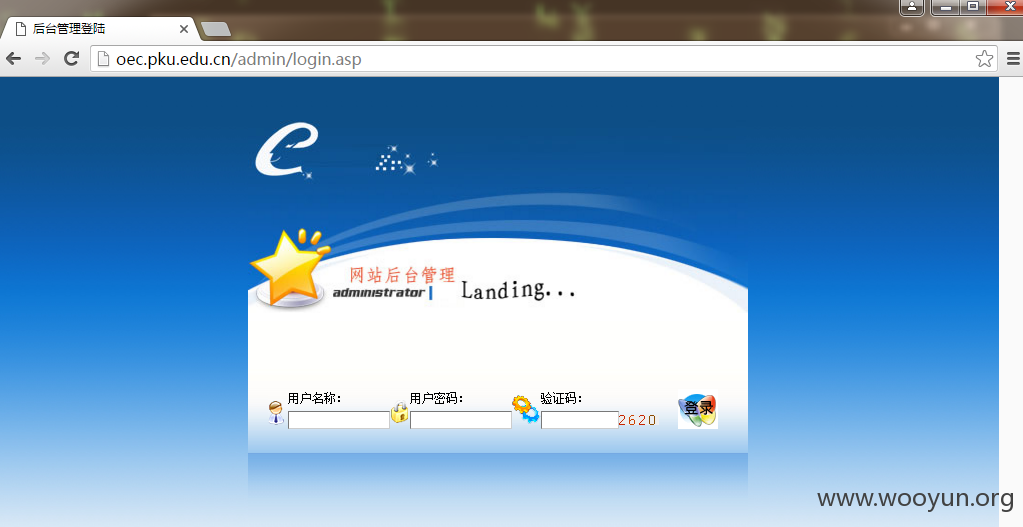 后台管理登陆
oec.pku.edu.cn/admin/login.asp
e
网站后台管理
administrator
Landing...
用户名称：
用户密码：
验证码：
2620
登录
www.wooyun.org